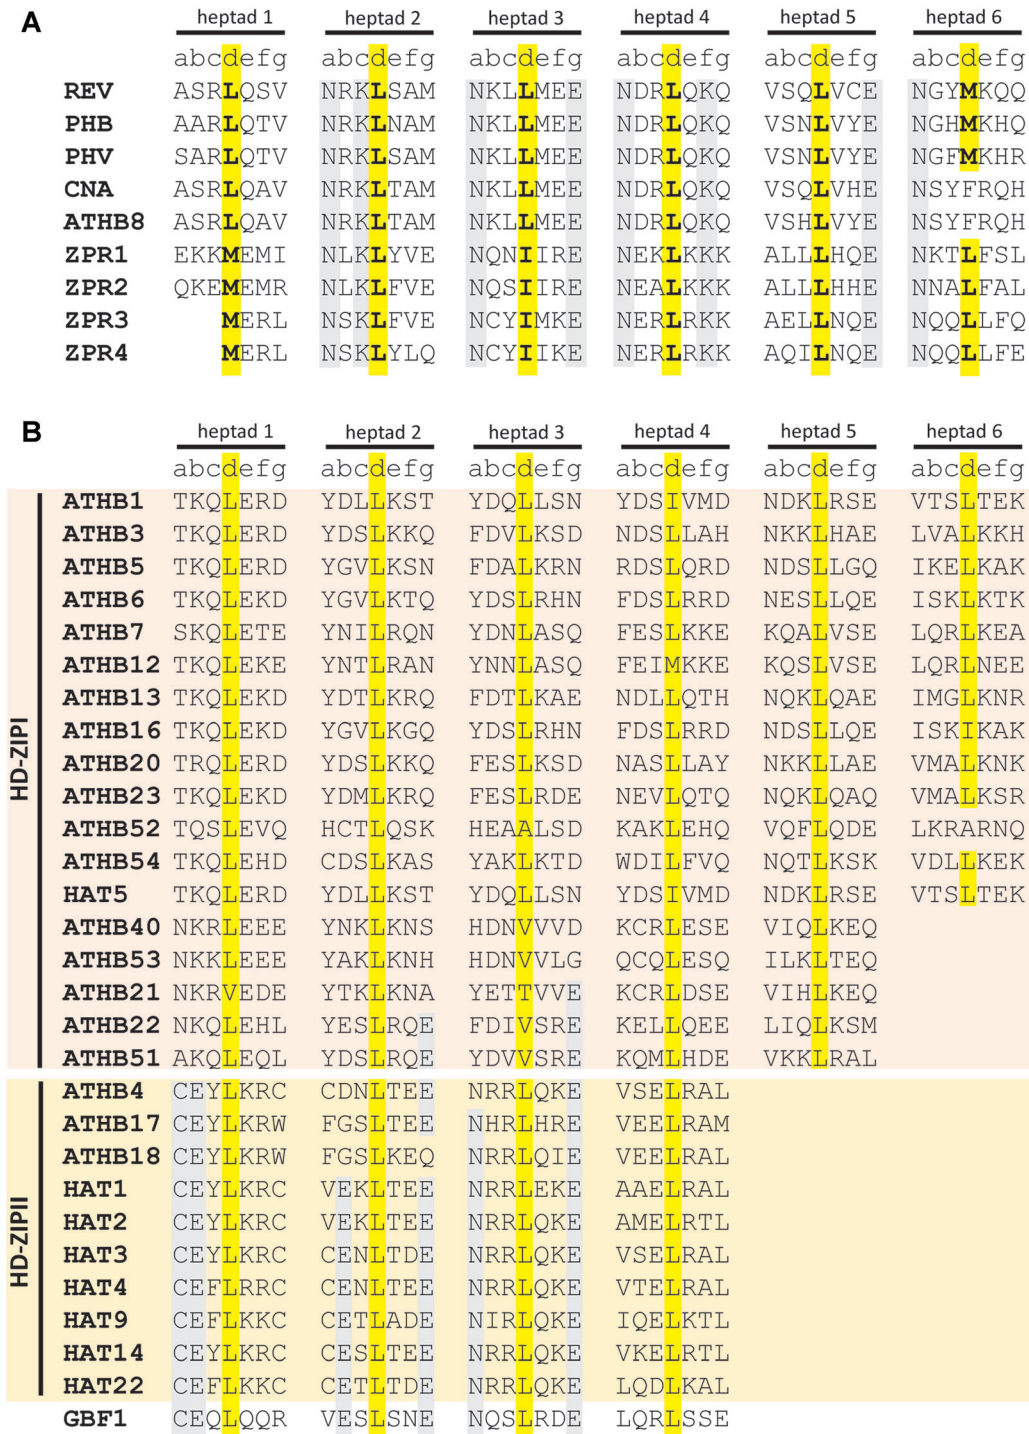 A
heptad 1 heptad 2 heptad 3 heptad 4 heptad 5 heptad 6
abcdefg abcdefg abcdefg abcdefg abcdefg abcdefg
REV ASRLQSV NRKLSAM NKLLMEE NDRLQKQ VSQLVCE NGYMKQQ
PHB AARLQTV NRKLNAM NKLLMEE NDRLQKQ VSNLVYE NGHMKHQ
PHV SARLQTV NRKLSAM NKLLMEE NDRLQKQ VSNLVYE NGFMKHR
CNA ASRLQAV NRKLTAM NKLLMEE NDRLQKQ VSQLVHE NSYFRQH
ATHB8 ASRLQAV NRKLTAM NKLLMEE NDRLQKQ VSHLVYE NSYFRQH
ZPR1 EKKMEMI NLKLYVE NQNIIRE NEKLKKK ALLLHQE NKTLFSL
ZPR2 QKEMEMR NLKLFVE NQSIIRE NEALKKK ALLLHHE NNALFAL
ZPR3 MERL NSKLFVE NCYIMKE NERLRKK AELLNQE NQQLLFQ
ZPR4 MERL NSKLYLQ NCYIIKE NERLRKK AQILNQE NQQLLFE
B
heptad 1 heptad 2 heptad 3 heptad 4 heptad 5 heptad 6
abcdefg abcdefg abcdefg abcdefg abcdefg abcdefg
HD-ZIPI
ATHB1 TKQLERD YDLLKST YDQLLSN YDSIVMD NDKLRSE VTSLTEK
ATHB3 TKQLERD YDSLKKQ FDVLKSD NDSLLAH NKKLHAE LVALKKH
ATHB5 TKQLERD YGVLKSN FDALKRN RDSLQRD NDSLLGQ IKELKAK
ATHB6 TKQLEKD YGVLKTQ YDSLRHN FDSLRRD NESLLQE ISKLKTK
ATHB7 SKQLETE YNILRQN YDNLASQ FESLKKE KQALVSE LQRLKEA
ATHB12 TKQLEKE YNTLRAN YNNLASQ FEIMKKE KQSLVSE LQRLNEE
ATHB13 TKQLEKD YDTLKRQ FDTLKAE NDLLQTH NQKLQAE IMGLKNR
ATHB16 TKQLEKD YGVLKGQ YDSLRHN FDSLRRD NDSLLQE ISKIKAK
ATHB20 TRQLERD YDSLKKQ FESLKSD NASLLAY NKKLLAE VMALKNK
ATHB23 TKQLEKD YDMLKRQ FESLRDE NEVLQTQ NQKLQAQ VMALKSR
ATHB52 TQSLEVQ HCTLQSK HEAALSD KAKLEHQ VQFLQDE LKRARNQ
ATHB54 TKQLEHD CDSLKAS YAKLKTD WDILFVQ NQTLKSK VDLLKEK
HAT5 TKQLERD YDLLKST YDQLLSN YDSIVMD NDKLRSE VTSLTEK
ATHB40 NKRLEEE YNKLKNS HDNVVVD KCRLESE VIQLKEQ
ATHB53 NKKLEEE YAKLKNH HDNVVLG QCQLESQ ILKLTEQ
ATHB21 NKRVEDE YTKLKNA YETTVVE KCRLDSE VIHLKEQ
ATHB22 NKQLEHL YESLRQE FDIVSRE KELLQEE LIQLKSM
ATHB51 AKQLEQL YDSLRQE YDVVSRE KQMLHDE VKKLRAL
HD-ZIPII
ATHB4 CEYLKRC CDNLTEE NRRLQKE VSELRAL
ATHB17 CEYLKRW FGSLTEE NHRLHRE VEELRAM
ATHB18 CEYLKRW FGSLKEQ NRRLQIE VEELRAL
HAT1 CEYLKRC VEKLTEE NRRLEKE AAELRAL
HAT2 CEYLKRC VEKLTEE NRRLQKE AMELRTL
HAT3 CEYLKRC CENLTDE NRRLQKE VSELRAL
HAT4 CEFLRRC CENLTEE NRRLQKE VTELRAL
HAT9 CEFLKKC CETLADE NIRLQKE IQELKTL
HAT14 CEYLKRC CESLTEE NRRLQKE VKELRTL
HAT22 CEFLKKC CETLTDE NRRLQKE LQDLKAL
GBF1 CEQLQQR VESLSNE NQSLRDE LQRLSSE